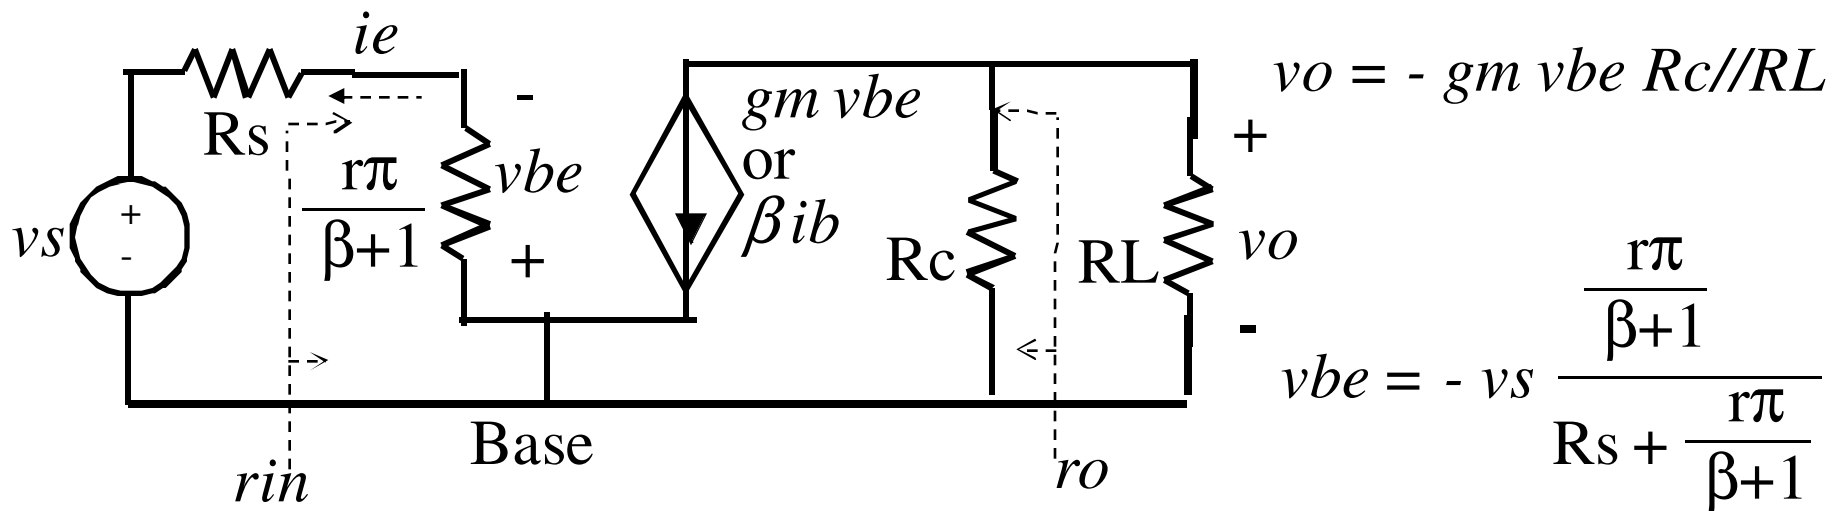 ie
Rs
vs
+
-
rπ
β+1
-
vbe
+
gm vbe
or
β ib
Rc
RL
+
vo
-
Base
rin
ro
vo = - gm vbe Rc//RL
rπ
β+1
vbe = - vs
Rs + rπ
β+1